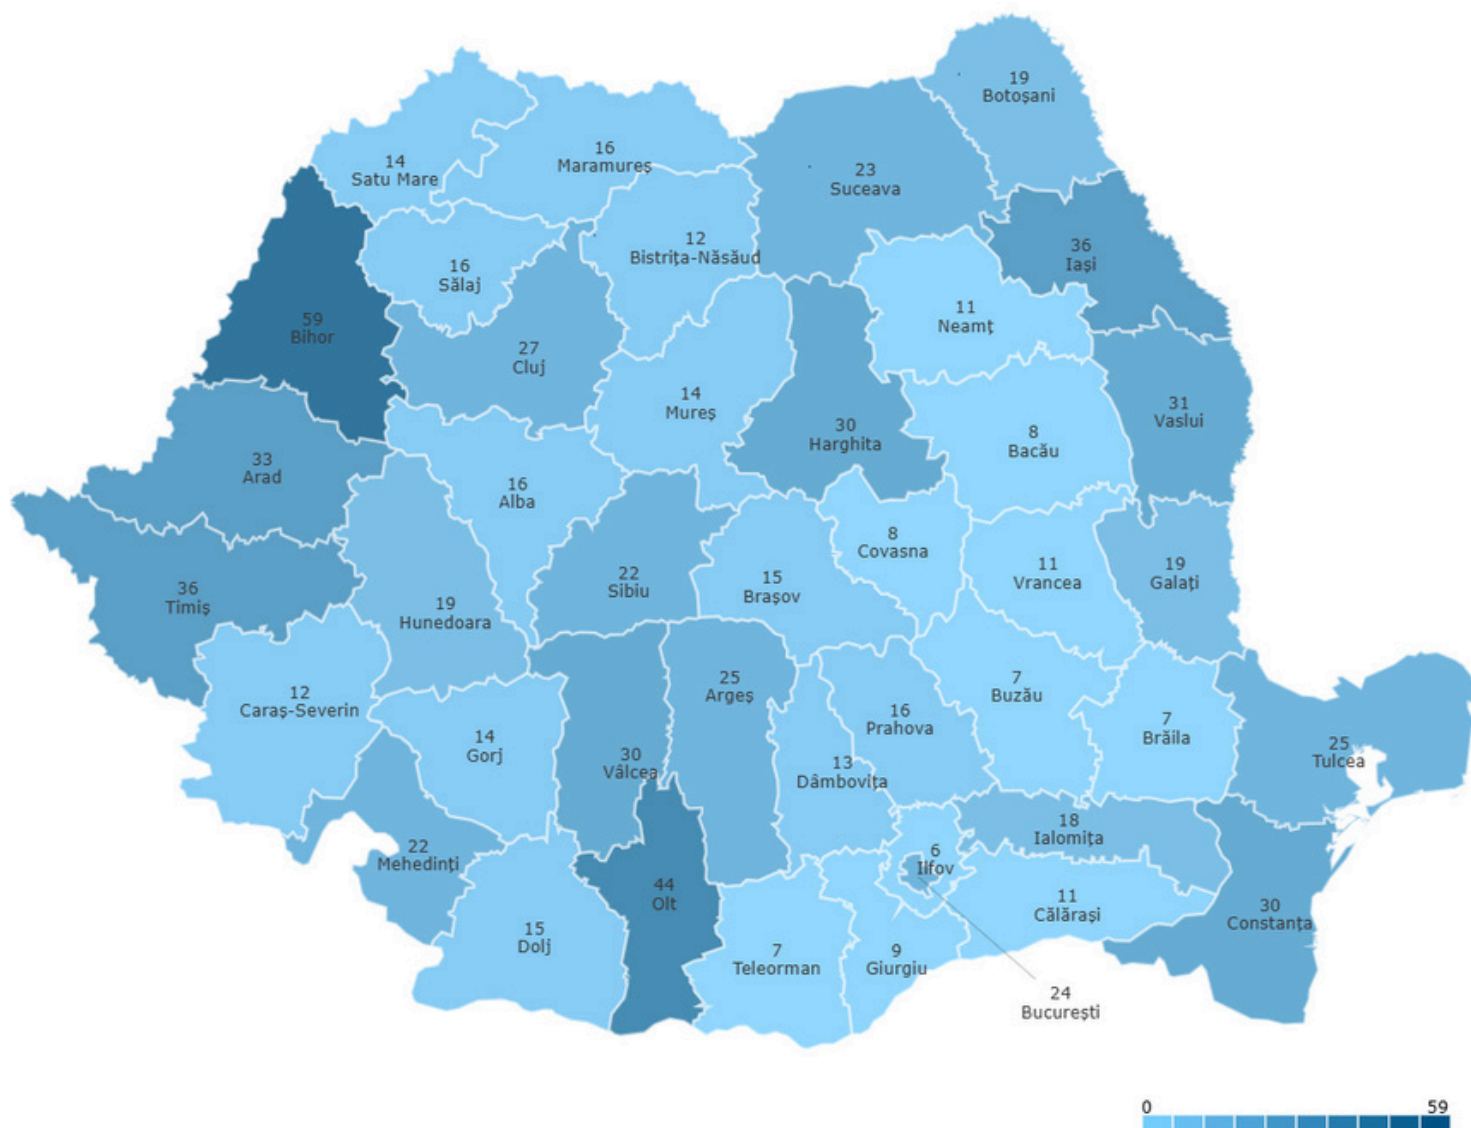 19
Botoșani
14
Satu Mare
16
Maramureș
23
Suceava
36
Iași
12
Bistrița-Năsăud
16
Sălaj
59
Bihor
27
Cluj
11
Neamț
14
Mureș
30
Harghita
8
Bacău
31
Vaslui
33
Arad
16
Alba
8
Covasna
11
Vrancea
19
Galați
36
Timiș
19
Hunedoara
22
Sibiu
15
Brașov
12
Caraș-Severin
14
Gorj
30
Vâlcea
25
Argeș
13
Dâmbovița
16
Prahova
7
Buzău
7
Brăila
25
Tulcea
22
Mehedinți
15
Dolj
44
Olt
7
Teleorman
9
Giurgiu
6
Ilfov
18
Ialomița
11
Călărași
30
Constanța
24
București
0
59